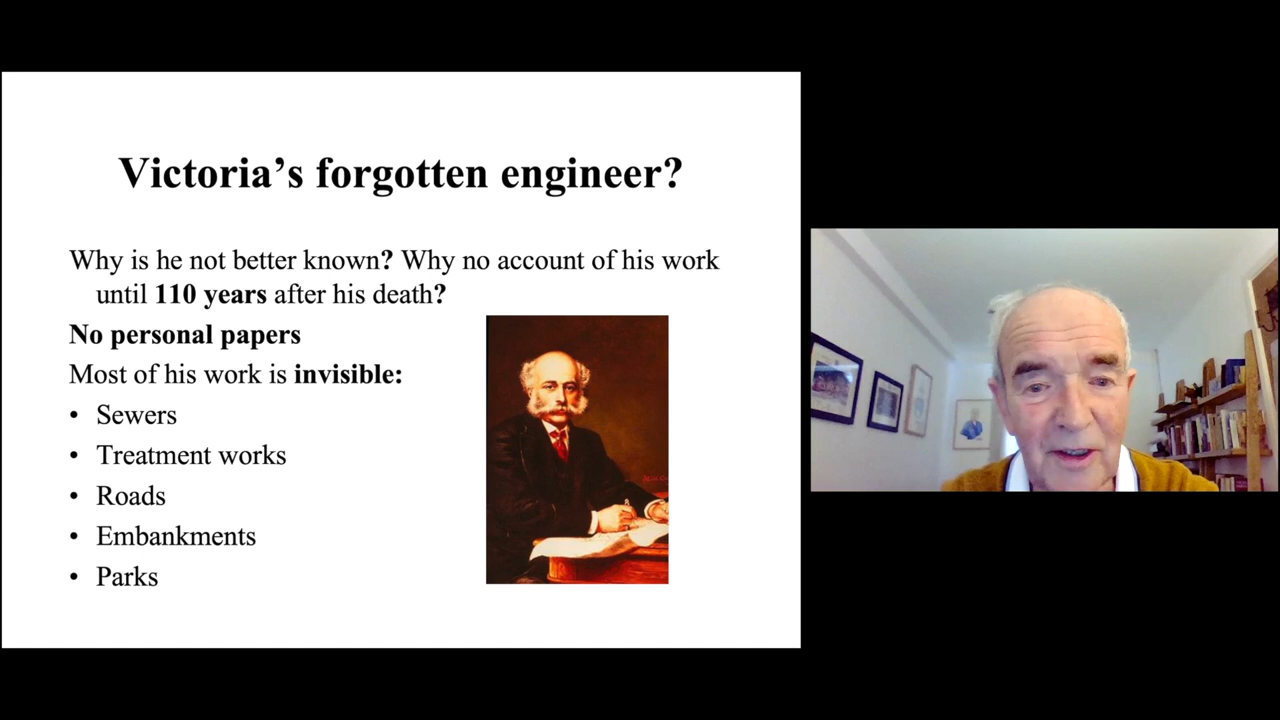 Victoria’s forgotten engineer?
Why is he not better known? Why no account of his work
until 110 years after his death?
No personal papers
Most of his work is invisible:
• Sewers
• Treatment works
• Roads
• Embankments
• Parks